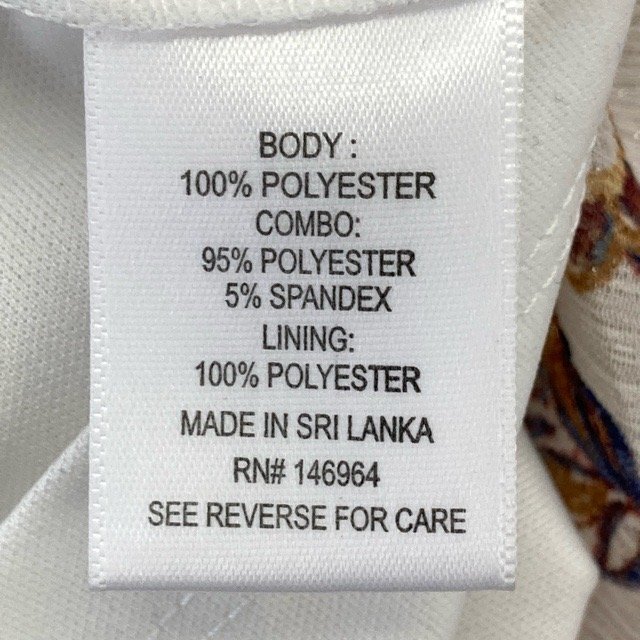 BODY :
100% POLYESTER
COMBO:
95% POLYESTER
5% SPANDEX
LINING:
100% POLYESTER
MADE IN SRI LANKA
RN# 146964
SEE REVERSE FOR CARE